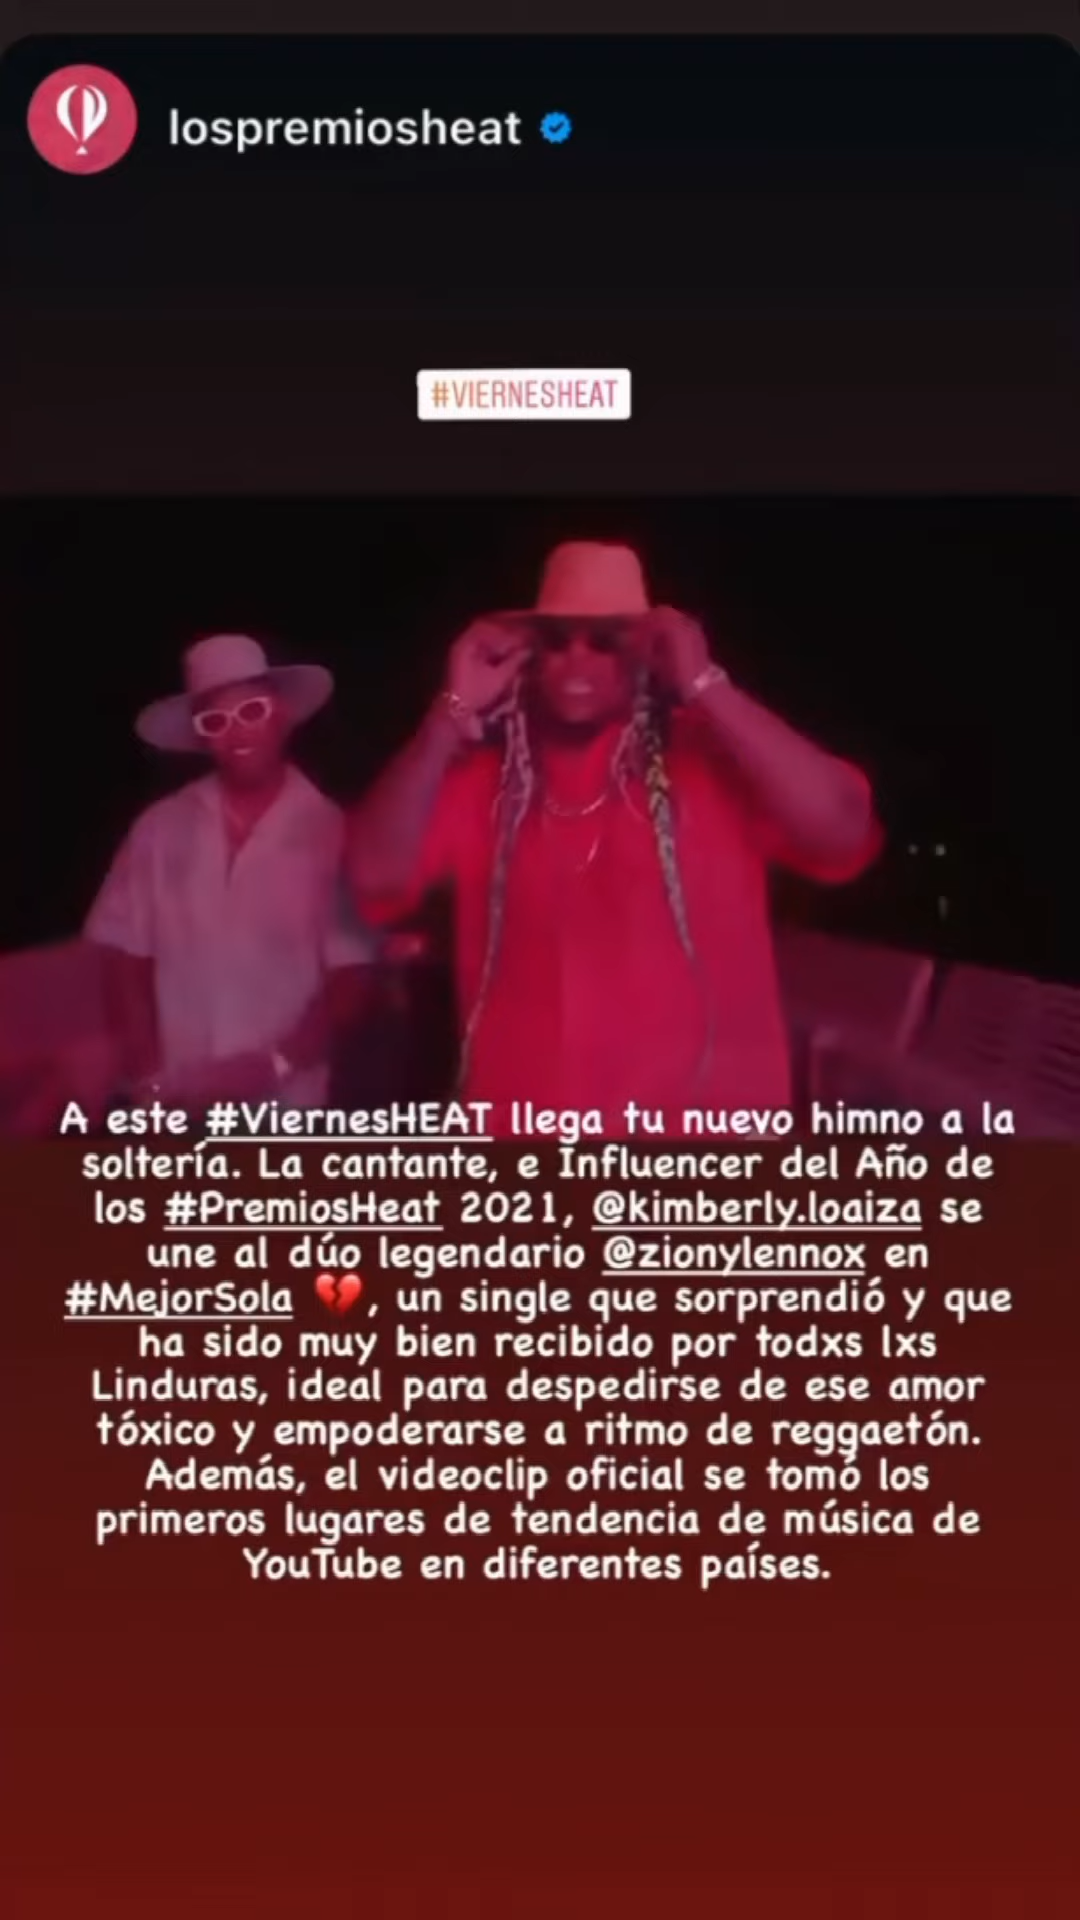 lospremiosheat
#VIERNESHEAT
A este #ViernesHEAT llega tu nuevo himno a la
soltería. La cantante, e Influencer del Año de
los #PremiosHeat 2021, @kimberly.loaiza se
une al dúo legendario @zionylennox en
#MejorSola 💔, un single que sorprendió y que
ha sido muy bien recibido por todxs lxs
Linduras, ideal para despedirse de ese amor
tóxico y empoderarse a ritmo de reggaetón.
Además, el videoclip oficial se tomó los
primeros lugares de tendencia de música de
YouTube en diferentes países.